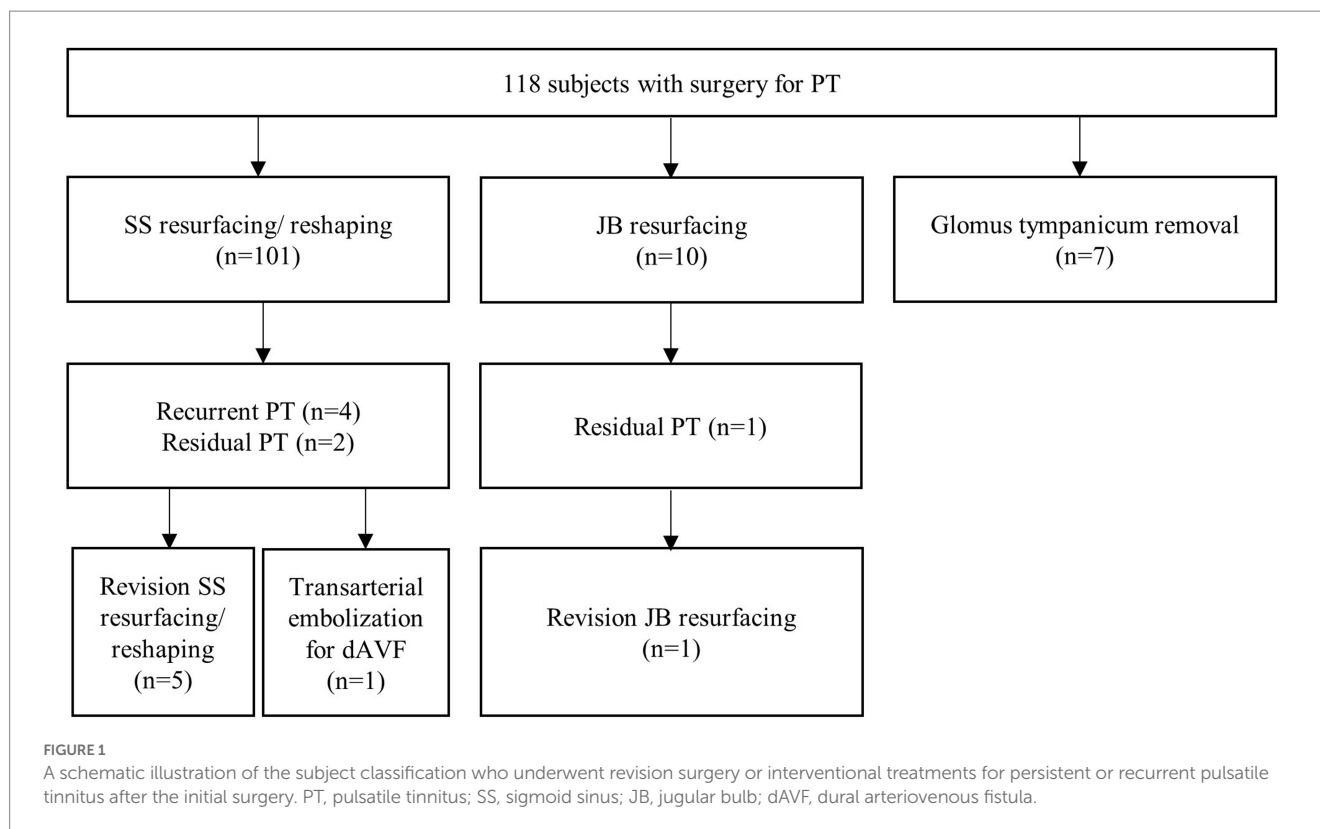 118 subjects with surgery for PT
SS resurfacing/ reshaping
(n=101)
JB resurfacing
(n=10)
Glomus tympanicum removal
(n=7)
Recurrent PT (n=4)
Residual PT (n=2)
Residual PT (n=1)
Revision SS
resurfacing/
reshaping
(n=5)
Transarterial
embolization
for dAVF
(n=1)
Revision JB resurfacing
(n=1)
FIGURE 1
A schematic illustration of the subject classification who underwent revision surgery or interventional treatments for persistent or recurrent pulsatile
tinnitus after the initial surgery. PT, pulsatile tinnitus; SS, sigmoid sinus; JB, jugular bulb; dAVF, dural arteriovenous fistula.